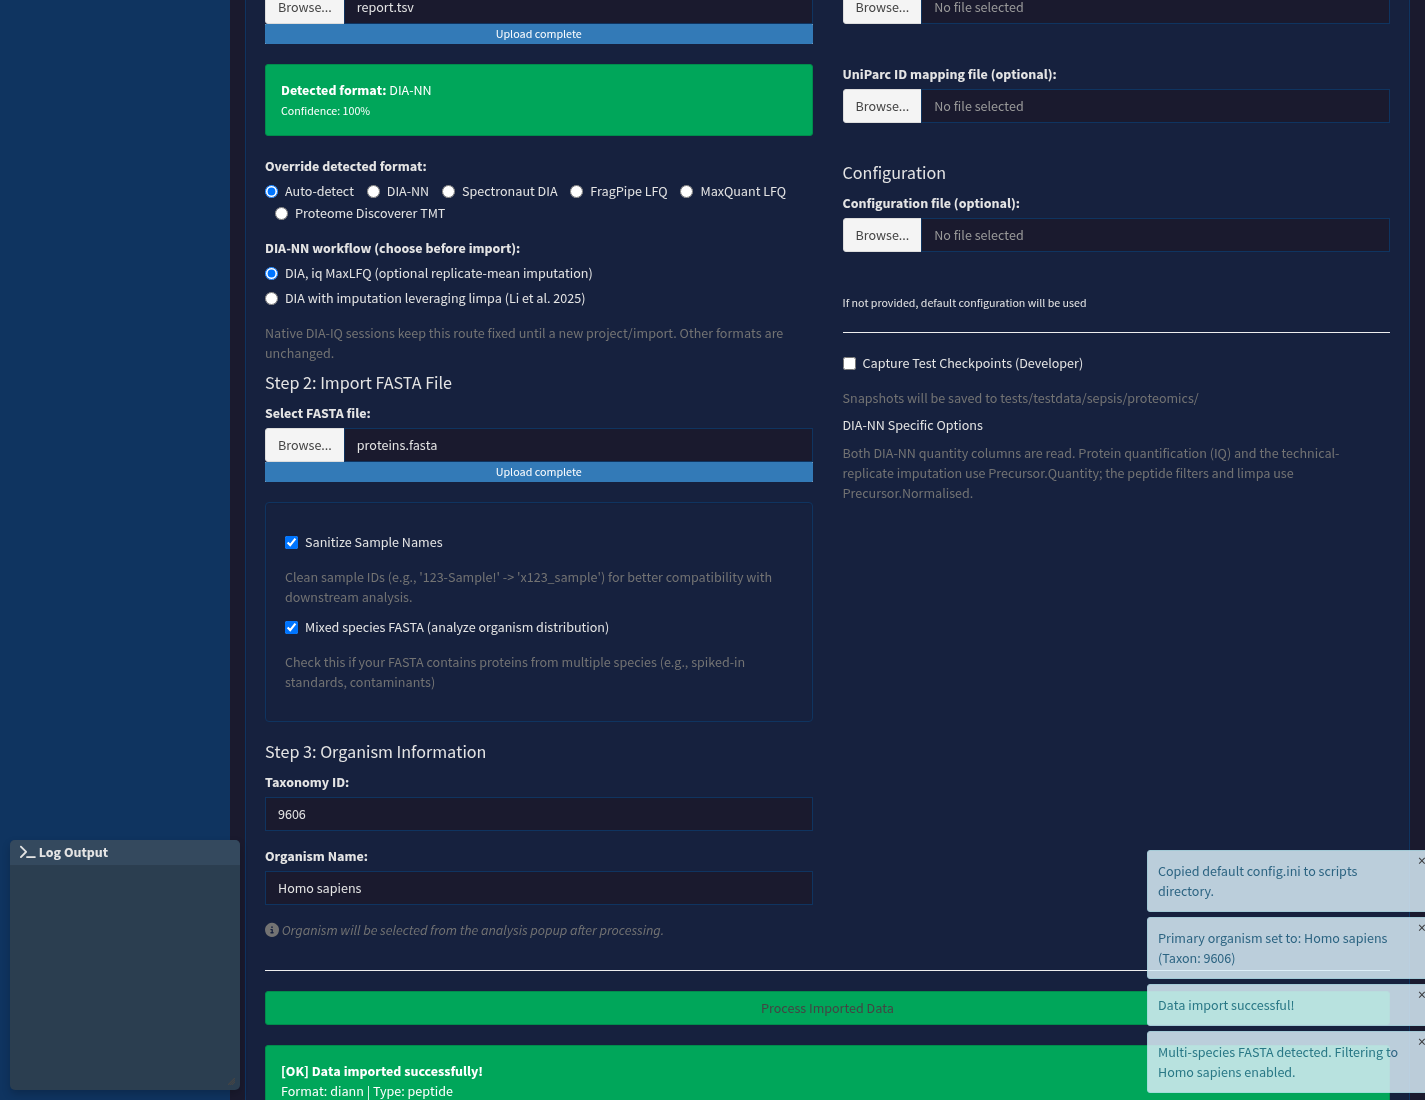 Browse... report.tsv
Upload complete
Detected format: DIA-NN
Confidence: 100%
Override detected format:
Auto-detect DIA-NN Spectronaut DIA FragPipe LFQ MaxQuant LFQ
Proteome Discoverer TMT
DIA-NN workflow (choose before import):
DIA, iq MaxLFQ (optional replicate-mean imputation)
DIA with imputation leveraging limpa (Li et al. 2025)
Native DIA-IQ sessions keep this route fixed until a new project/import. Other formats are
unchanged.
Step 2: Import FASTA File
Select FASTA file:
Browse... proteins.fasta
Upload complete
Sanitize Sample Names
Clean sample IDs (e.g., '123-Sample!' -> 'x123_sample') for better compatibility with
downstream analysis.
Mixed species FASTA (analyze organism distribution)
Check this if your FASTA contains proteins from multiple species (e.g., spiked-in
standards, contaminants)
Step 3: Organism Information
Taxonomy ID:
9606
Organism Name:
Homo sapiens
Organism will be selected from the analysis popup after processing.
Process Imported Data
[OK] Data imported successfully!
Format: diann | Type: peptide
Browse... No file selected
UniParc ID mapping file (optional):
Browse... No file selected
Configuration
Configuration file (optional):
Browse... No file selected
If not provided, default configuration will be used
Capture Test Checkpoints (Developer)
Snapshots will be saved to tests/testdata/sepsis/proteomics/
DIA-NN Specific Options
Both DIA-NN quantity columns are read. Protein quantification (IQ) and the technical-
replicate imputation use Precursor.Quantity; the peptide filters and limpa use
Precursor.Normalised.
Log Output
Copied default config.ini to scripts
directory.
Primary organism set to: Homo sapiens
(Taxon: 9606)
Data import successful!
Multi-species FASTA detected. Filtering to
Homo sapiens enabled.